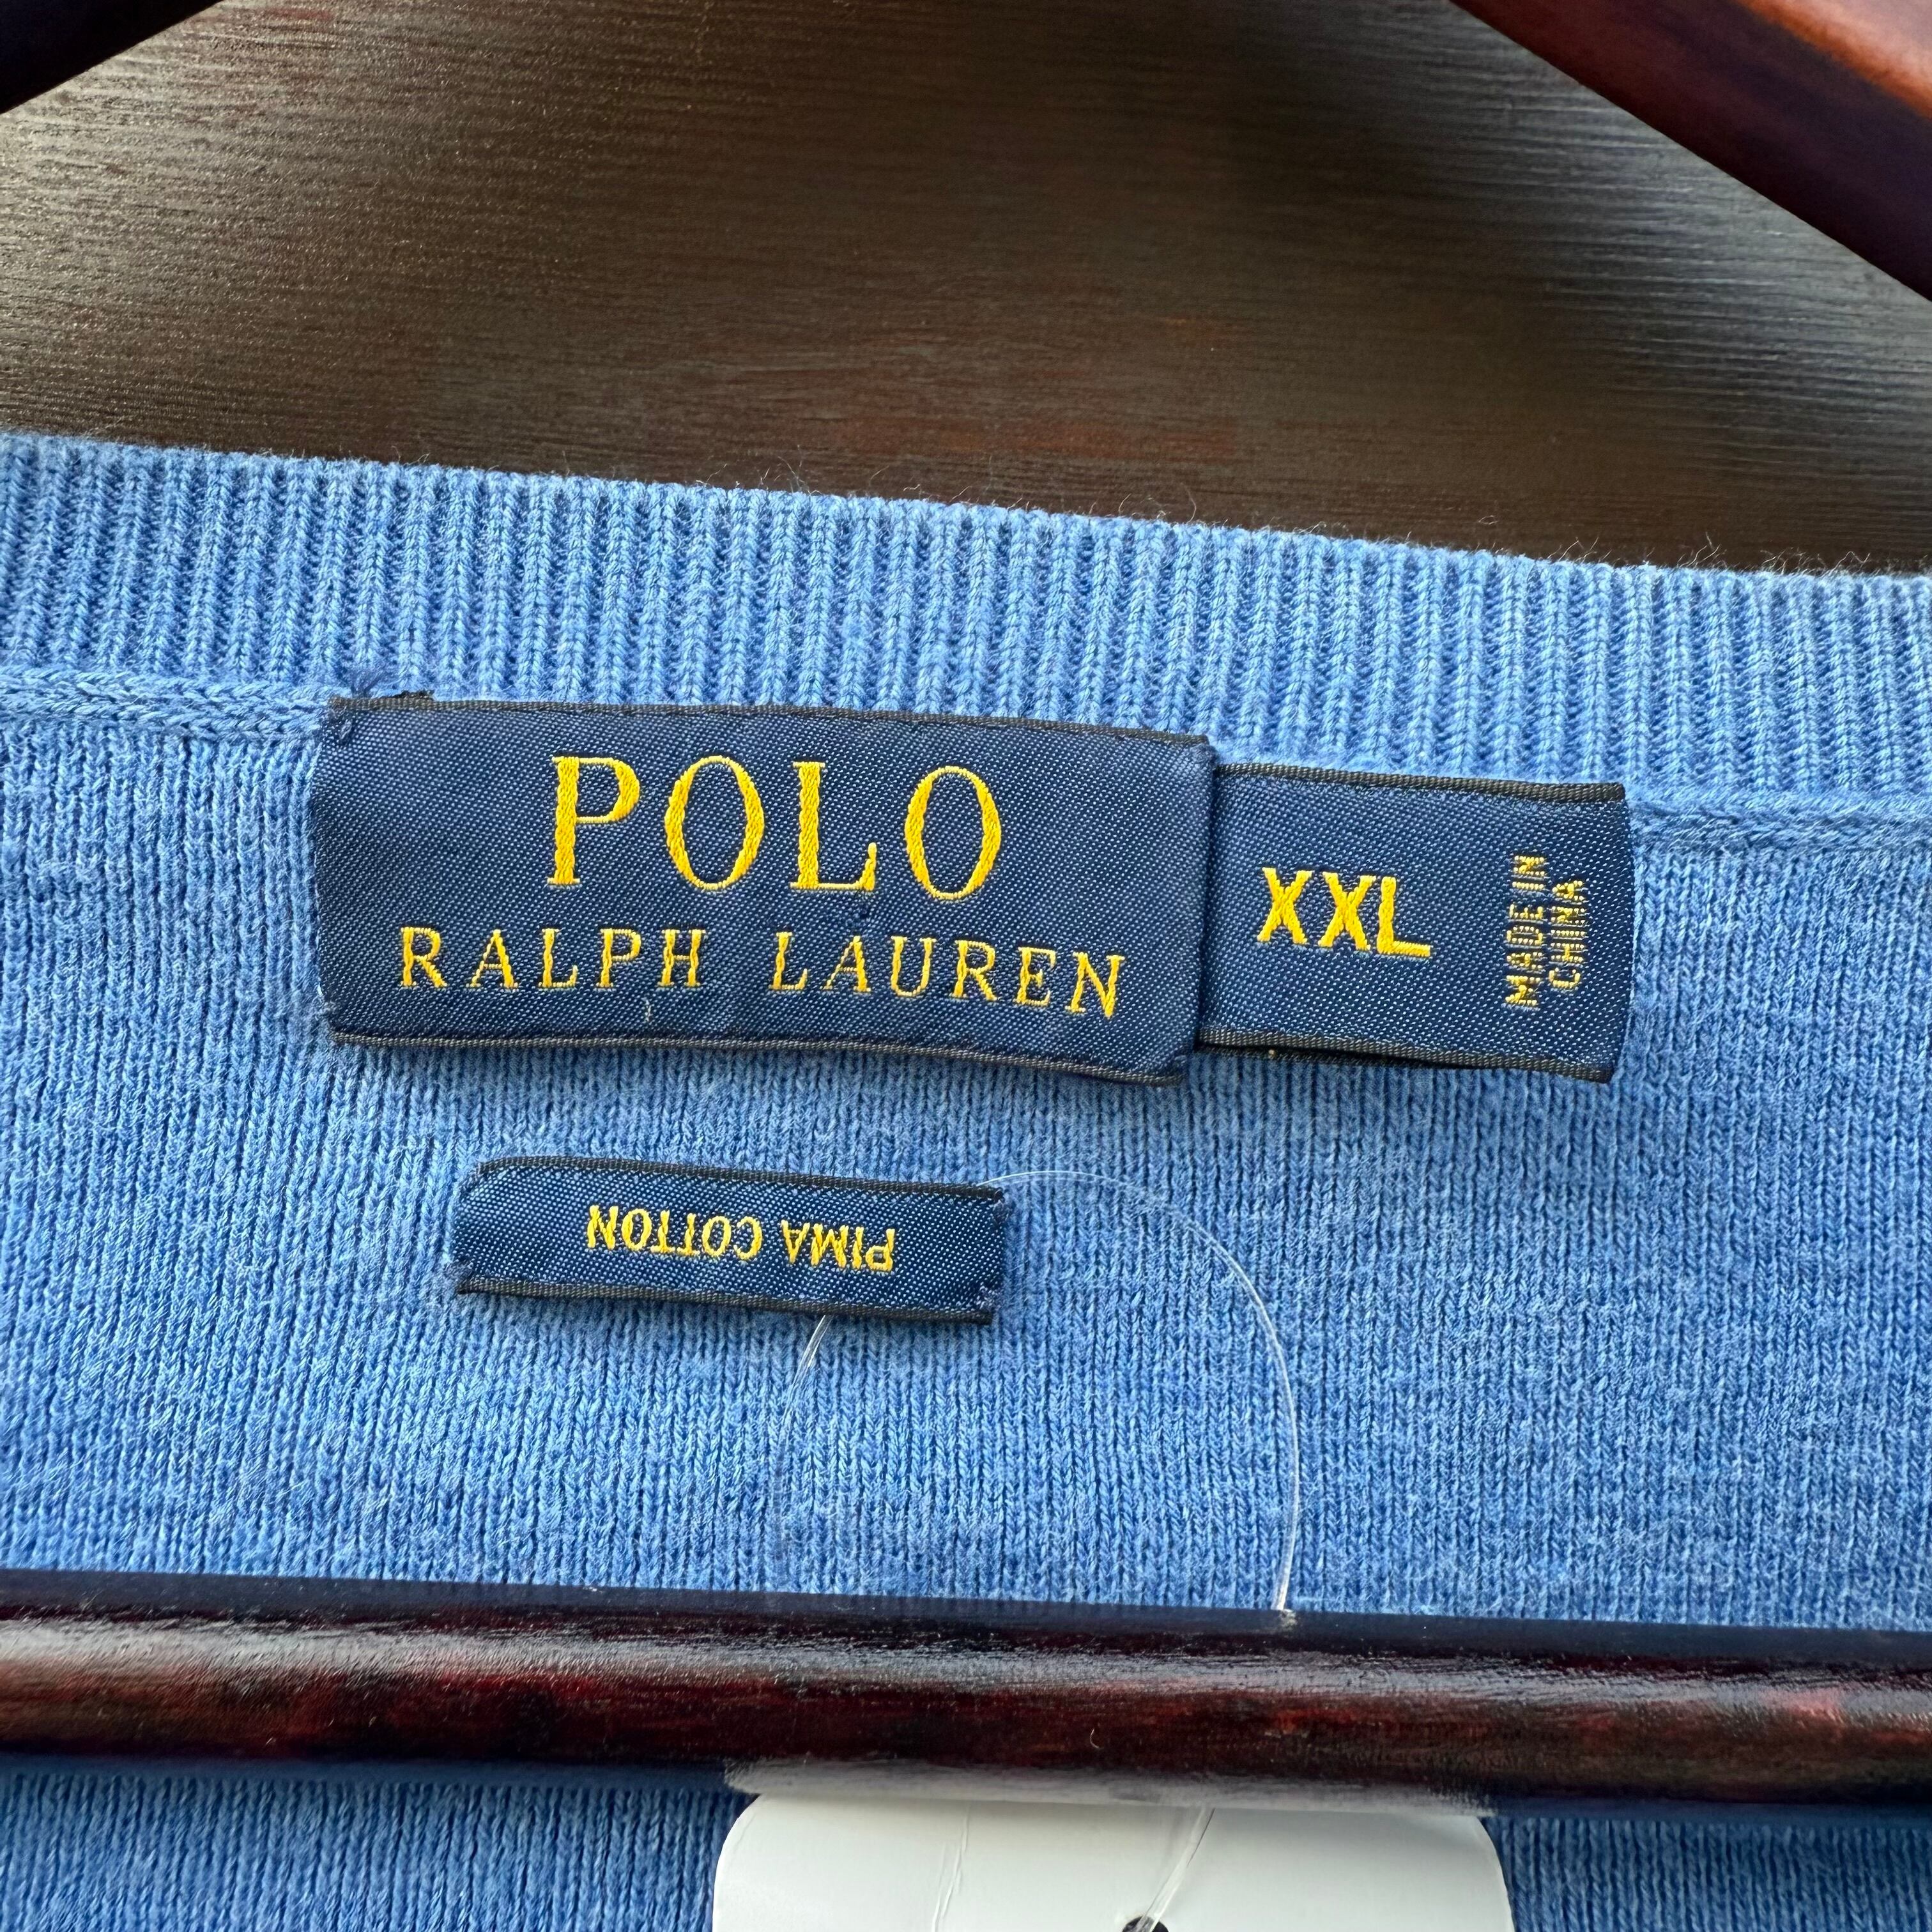 POLO
RALPH LAUREN
XXL
MADE IN
CHINA
PIMA COTTON